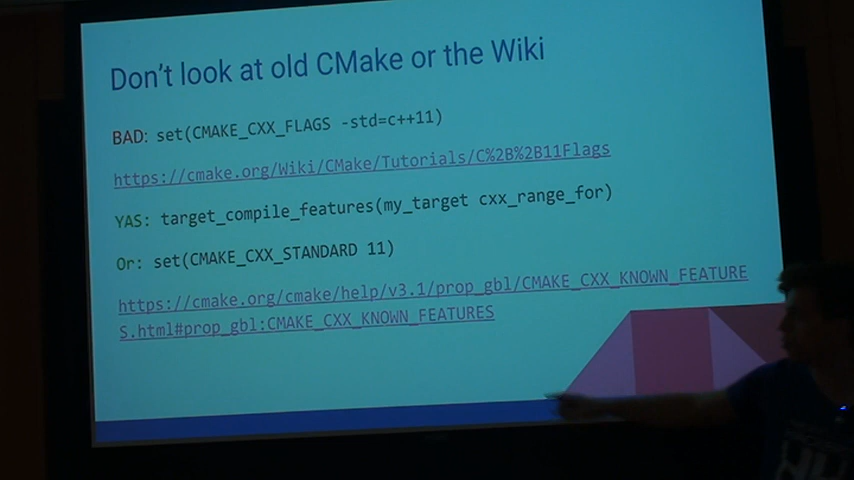 Don't look at old CMake or the Wiki
BAD: set(CMAKE_CXX_FLAGS -std=c++11)
https://cmake.org/Wiki/CMake/Tutorials/C%2B%2B11Flags
YAS: target_compile_features(my_target cxx_range_for)
Or: set(CMAKE_CXX_STANDARD 11)
https://cmake.org/cmake/help/v3.1/prop_gbl/CMAKE_CXX_KNOWN_FEATURE
S.html#prop_gbl:CMAKE_CXX_KNOWN_FEATURES